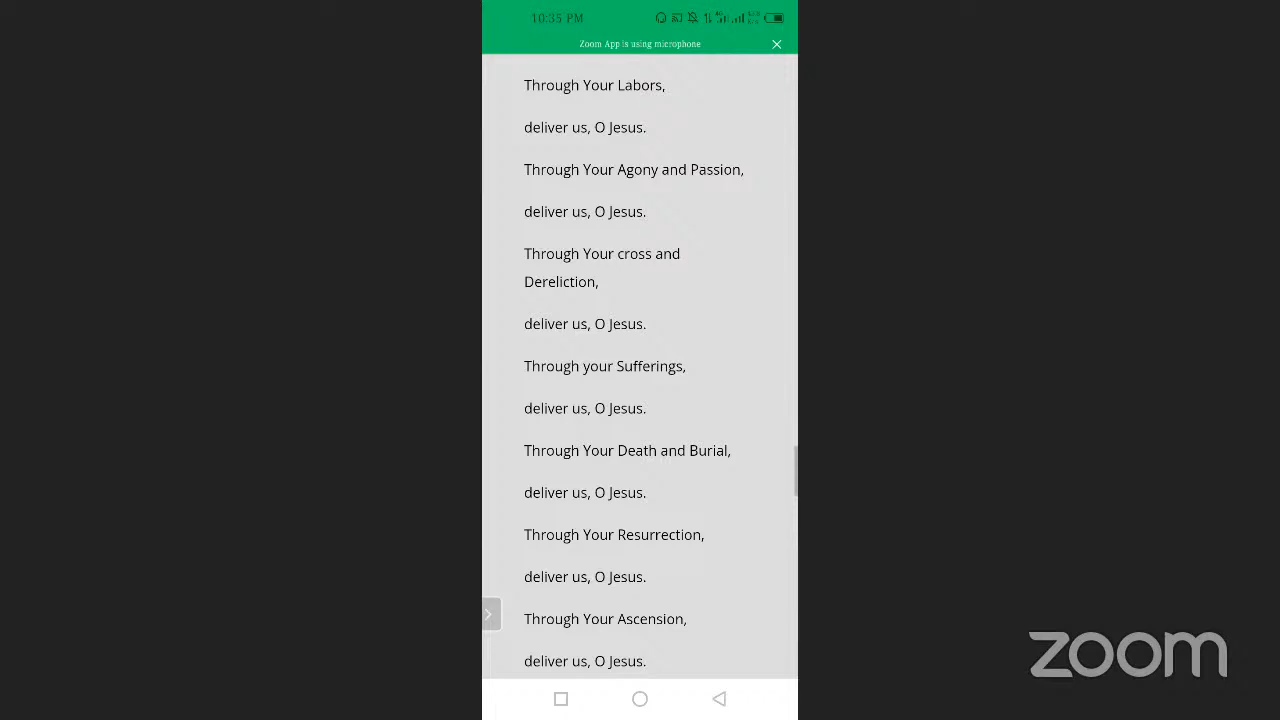 10:35 PM
4G
Zoom App is using microphone
Through Your Labors,
deliver us, O Jesus.
Through Your Agony and Passion,
deliver us, O Jesus.
Through Your cross and
Dereliction,
deliver us, O Jesus.
Through your Sufferings,
deliver us, O Jesus.
Through Your Death and Burial,
deliver us, O Jesus.
Through Your Resurrection,
deliver us, O Jesus.
Through Your Ascension,
deliver us, O Jesus.
zoom